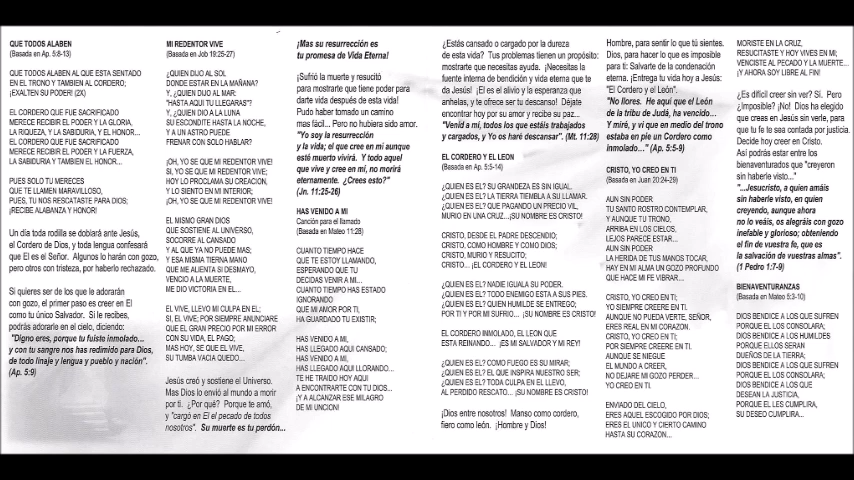 QUE TODOS ALABEN
(Basada en Ap. 5:8-13)
QUE TODOS ALABEN AL QUE ESTA SENTADO
EN EL TRONO Y TAMBIEN AL CORDERO;
¡EXALTEN SU PODER! (2X)
EL CORDERO QUE FUE SACRIFICADO
MERECE RECIBIR EL PODER Y LA GLORIA,
LA RIQUEZA, Y LA SABIDURIA, Y EL HONOR...
EL CORDERO QUE FUE SACRIFICADO
MERECE RECIBIR EL PODER Y LA FUERZA,
LA SABIDURIA Y TAMBIEN EL HONOR...
PUES SOLO TU MERECES
QUE TE LLAMEN MARAVILLOSO,
PUES, TU NOS RESCATASTE PARA DIOS;
¡RECIBE ALABANZA Y HONOR!
Un día toda rodilla se doblará ante Jesús,
el Cordero de Dios, y toda lengua confesará
que El es el Señor. Algunos lo harán con gozo,
pero otros con tristeza, por haberlo rechazado.
Si quieres ser de los que le adorarán
con gozo, el primer paso es creer en El
como tu único Salvador. Si le recibes,
podrás adorarle en el cielo, diciendo:
"Digno eres, porque tu fuiste inmolado...
y con tu sangre nos has redimido para Dios,
de todo linaje y lengua y pueblo y nación".
(Ap. 5:9)
MI REDENTOR VIVE
(Basada en Job 19:25-27)
¿QUIEN DIJO AL SOL
DONDE ESTAR EN LA MAÑANA?
Y, ¿QUIEN DIJO AL MAR:
"HASTA AQUI TU LLEGARAS"?
Y ¿QUIEN DIO A LA LUNA
SU ESCONDITE HASTA LA NOCHE,
Y A UN ASTRO PUEDE
FRENAR CON SOLO HABLAR?
¡OH, YO SE QUE MI REDENTOR VIVE!
SI, YO SE QUE MI REDENTOR VIVE;
HOY LO PROCLAMA SU CREACION,
Y LO SIENTO EN MI INTERIOR;
¡OH, YO SE QUE MI REDENTOR VIVE!
EL MISMO GRAN DIOS
QUE SOSTIENE AL UNIVERSO,
SOCORRE AL CANSADO
Y AL QUE YA NO PUEDE MAS;
Y ESA MISMA TIERNA MANO
QUE ME ALIENTA SI DESMAYO,
VENCIO A LA MUERTE,
ME DIO VICTORIA EN EL...
EL VIVE, LLEVO MI CULPA EN EL;
SI, EL VIVE; POR SIEMPRE ANUNCIARE
QUE EL GRAN PRECIO POR MI ERROR
CON SU VIDA, EL PAGO;
MAS HOY, SE QUE EL VIVE,
SU TUMBA VACIA QUEDO...
Jesús creó y sostiene el Universo.
Mas Dios lo envió al mundo a morir
por ti. ¿Por qué? Porque te amó,
y "cargó en El el pecado de todos
nosotros". Su muerte es tu perdón...
¡Mas su resurrección es
tu promesa de Vida Eterna!
¡Sufrió la muerte y resucitó
para mostrarte que tiene poder para
darte vida después de esta vida!
Pudo haber tomado un camino
mas fácil... Pero no hubiera sido amor.
"Yo soy la resurrección
y la vida; el que cree en mí aunque
esté muerto vivirá. Y todo aquel
que vive y cree en mí, no morirá
eternamente. ¿Crees esto?"
(Jn. 11:25-26)
HAS VENDO A MI
Canción para el llamado
(Basada en Mateo 11:28)
CUANTO TIEMPO HACE
QUE TE ESTOY LLAMANDO,
ESPERANDO QUE TU
DECIDAS VENIR A MI...
CUANTO TIEMPO HAS ESTADO
IGNORANDO
QUE MI AMOR POR TI,
HA GUARDADO TU EXISTIR;
HAS VENIDO A MI,
HAS LLEGADO AQUI CANSADO;
HAS VENIDO A MI,
HAS LLEGADO AQUI LLORANDO...
TE HE TRAIDO HOY AQUI
A ENCONTRARTE CON TU DIOS...
¡Y A ALCANZAR ESE MILAGRO
DE MI UNCION!
¿Estás cansado o cargado por la dureza
de esta vida? Tus problemas tienen un propósito:
mostrarte que necesitas ayuda. ¡Necesitas la
fuente interna de bendición y vida eterna que te
da Jesús! ¡El es el alivio y la esperanza que
anhelas, y te ofrece ser tu descanso! Déjate
encontrar hoy por su amor y recibe su paz...
"Venid a mí, todos los que estáis trabajados
y cargados, y Yo os haré descansar". (Mt. 11:28)
EL CORDERO Y EL LEON
(Basada en Ap. 5:5-14)
¿QUIEN ES EL? SU GRANDEZA ES SIN IGUAL,
¿QUIEN ES EL? LA TIERRA TIEMBLA A SU LLAMAR.
¿QUIEN ES EL? QUE PAGANDO UN PRECIO VIL,
MURIO EN UNA CRUZ... ¡SU NOMBRE ES CRISTO!
CRISTO, DESDE EL PADRE DESCENDIO;
CRISTO, COMO HOMBRE Y COMO DIOS;
CRISTO, MURIO Y RESUCITO;
CRISTO... ¡EL CORDERO Y EL LEON!
¿QUIEN ES EL? NADIE IGUALA SU PODER.
¿QUIEN ES EL? TODO ENEMIGO ESTA A SUS PIES.
¿QUIEN ES EL? QUIEN HUMILDE SE ENTREGO;
POR TI Y POR MI SUFRIO... ¡SU NOMBRE ES CRISTO!
EL CORDERO INMOLADO, EL LEON QUE
ESTA REINANDO... ¡ES MI SALVADOR Y MI REY!
¿QUIEN ES EL? COMO FUEGO ES SU MIRAR;
¿QUIEN ES EL? EL QUE INSPIRA NUESTRO SER;
¿QUIEN ES EL? TODA CULPA EN EL LLEVO,
AL PERDIDO RESCATO... ¡SU NOMBRE ES CRISTO!
¡Dios entre nosotros! Manso como cordero,
fiero como león. ¡Hombre y Dios!
Hombre, para sentir lo que tú sientes.
Dios, para hacer lo que es imposible
para ti: Salvarte de la condenación
eterna. ¡Entrega tu vida hoy a Jesús:
"El Cordero y el León".
"No llores. He aquí que el León
de la tribu de Judá, ha vencido...
Y miré, y vi que en medio del trono
estaba en pie un Cordero como
inmolado..." (Ap. 5:5-9)
CRISTO, YO CREO EN TI
(Basada en Juan 20:24-29)
AUN SIN PODER
TU SANTO ROSTRO CONTEMPLAR,
Y AUNQUE TU TRONO,
ARRIBA EN LOS CIELOS,
LEJOS PARECE ESTAR...
AUN SIN PODER
LA HERIDA DE TUS MANOS TOCAR,
HAY EN MI ALMA UN GOZO PROFUNDO
QUE HACE MI FE VIBRAR...
CRISTO, YO CREO EN TI;
YO SIEMPRE CREERE EN TI.
AUNQUE NO PUEDA VERTE, SEÑOR,
ERES REAL EN MI CORAZON.
CRISTO, YO CREO EN TI;
POR SIEMPRE CREERE EN TI.
AUNQUE SE NIEGUE
EL MUNDO A CREER,
NO DEJARE MI GOZO PERDER...
YO CREO EN TI.
ENVIADO DEL CIELO,
ERES AQUEL ESCOGIDO POR DIOS;
ERES EL UNICO Y CIERTO CAMINO
HASTA SU CORAZON...
MORISTE EN LA CRUZ,
RESUCITASTE Y HOY VIVES EN MI;
VENCISTE AL PECADO Y LA MUERTE...
¡Y AHORA SOY LIBRE AL FIN!
¿Es difícil creer sin ver? Sí. Pero
¿Imposible? ¡No! Dios ha elegido
que creas en Jesús sin verle, para
que tu fe te sea contada por justicia.
Decide hoy creer en Cristo.
Así podrás estar entre los
bienaventurados que "creyeron
sin haberle visto..."
"...Jesucristo, a quien amáis
sin haberle visto, en quien
creyendo, aunque ahora
no lo veáis, os alegráis con gozo
inefable y glorioso; obteniendo
el fin de vuestra fe, que es
la salvación de vuestras almas".
(1 Pedro 1:7-9)
BIENAVENTURANZAS
(Basada en Mateo 5:2-10)
DIOS BENDICE A LOS QUE SUFREN
PORQUE EL LOS CONSOLARA;
DIOS BENDICE A LOS HUMILDES
PORQUE ELLOS SERAN
DUEÑOS DE LA TIERRA;
DIOS BENDICE A LOS QUE SUFREN
PORQUE EL LOS CONSOLARA;
DIOS BENDICE A LOS QUE
DESEAN LA JUSTICIA,
PORQUE EL LES CUMPLIRA,
SU DESEO CUMPLIRA...